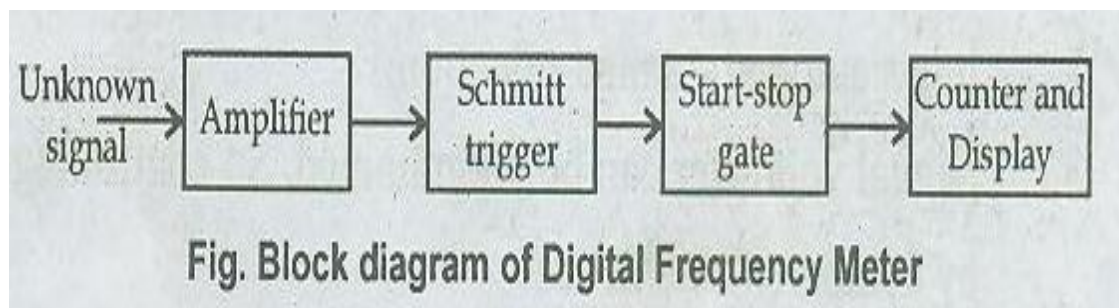 Unknown
signal
Amplifier
Schmitt
trigger
Start-stop
gate
Counter and
Display
Fig. Block diagram of Digital Frequency Meter